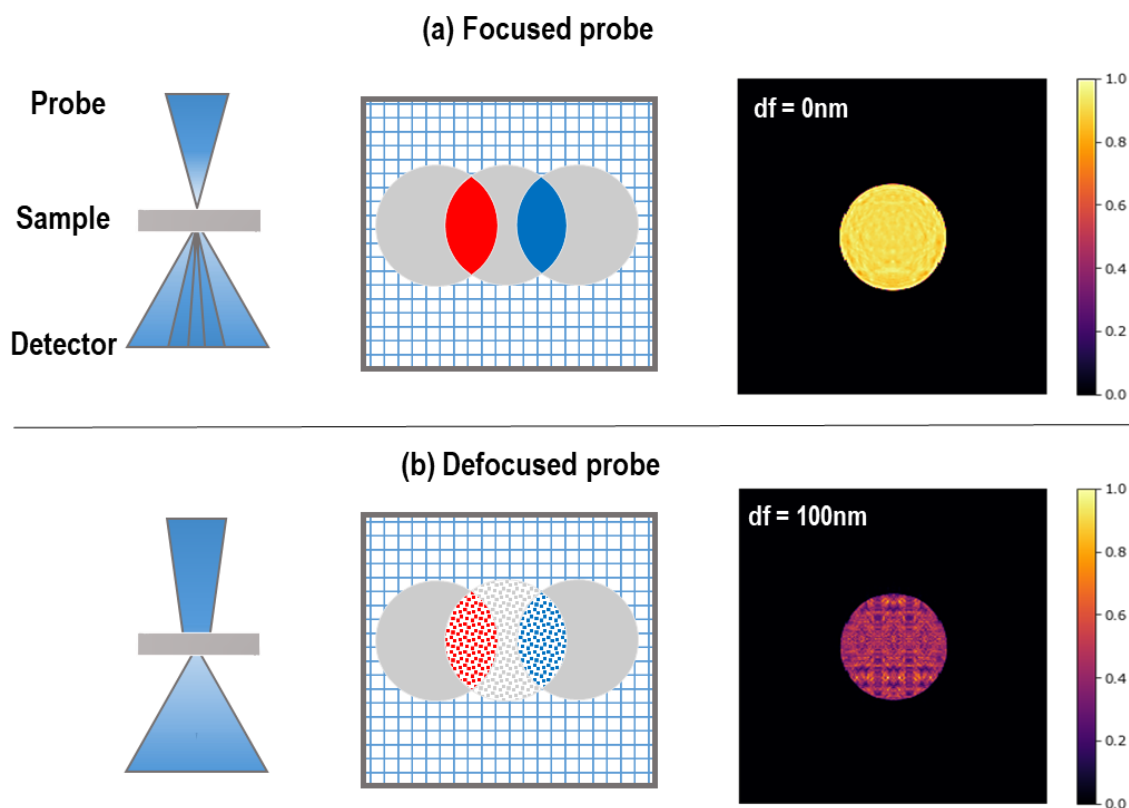 (a) Focused probe
Probe
Sample
Detector
df = 0nm
1.0
0.8
0.6
0.4
0.2
0.0
(b) Defocused probe
df = 100nm
1.0
0.8
0.6
0.4
0.2
0.0